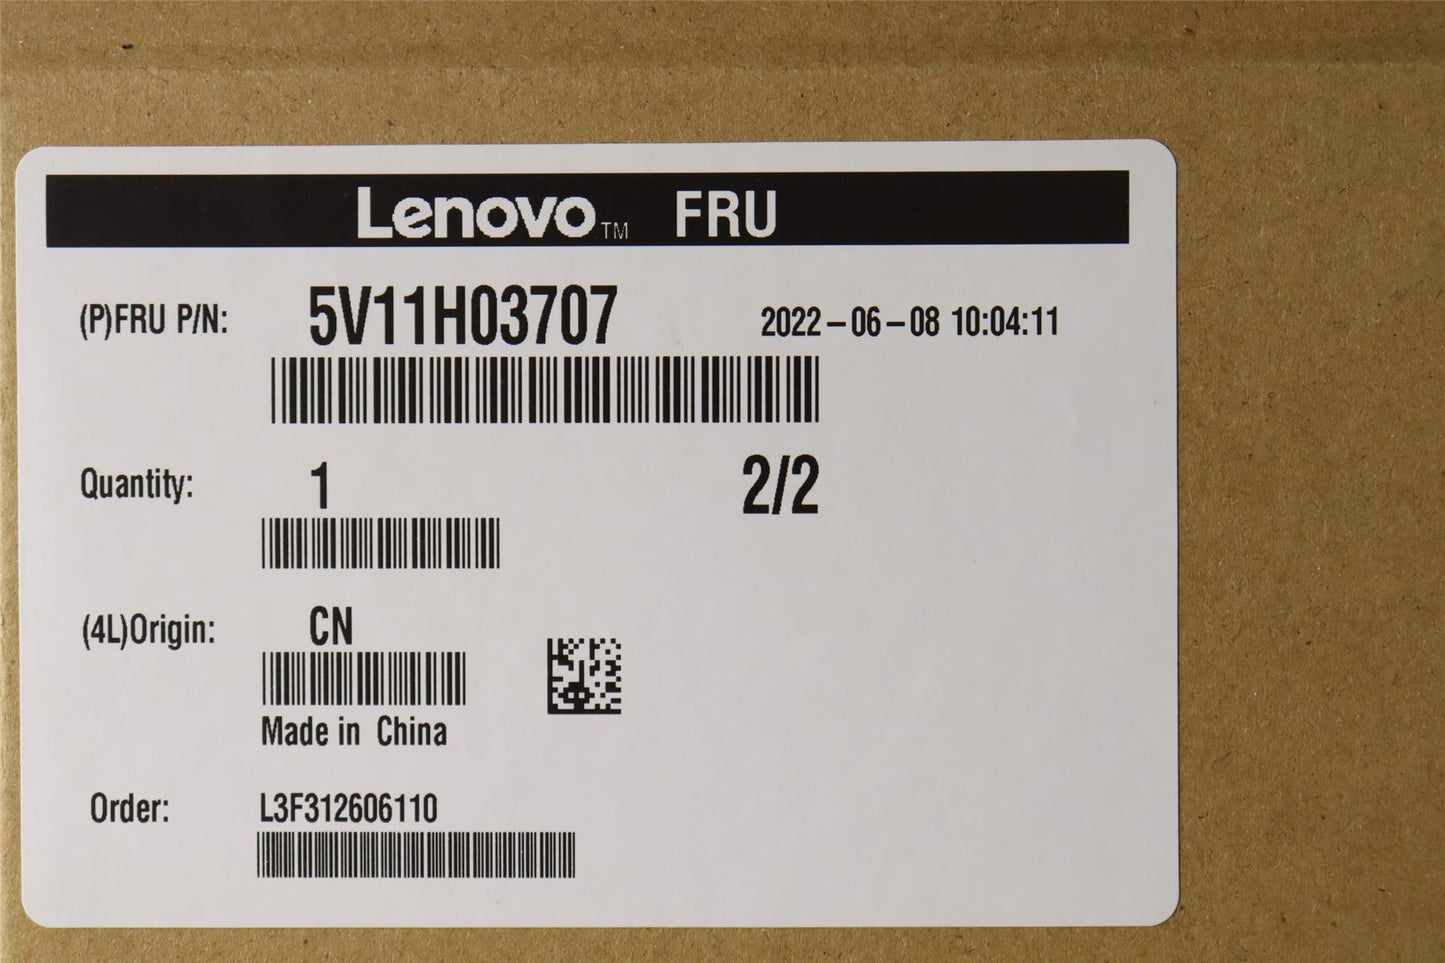 Lenovo™ FRU
(P)FRU P/N: 5V11H03707 2022-06-08 10:04:11
Quantity: 1 2/2
(4L)Origin: CN
Made in China
Order: L3F312606110